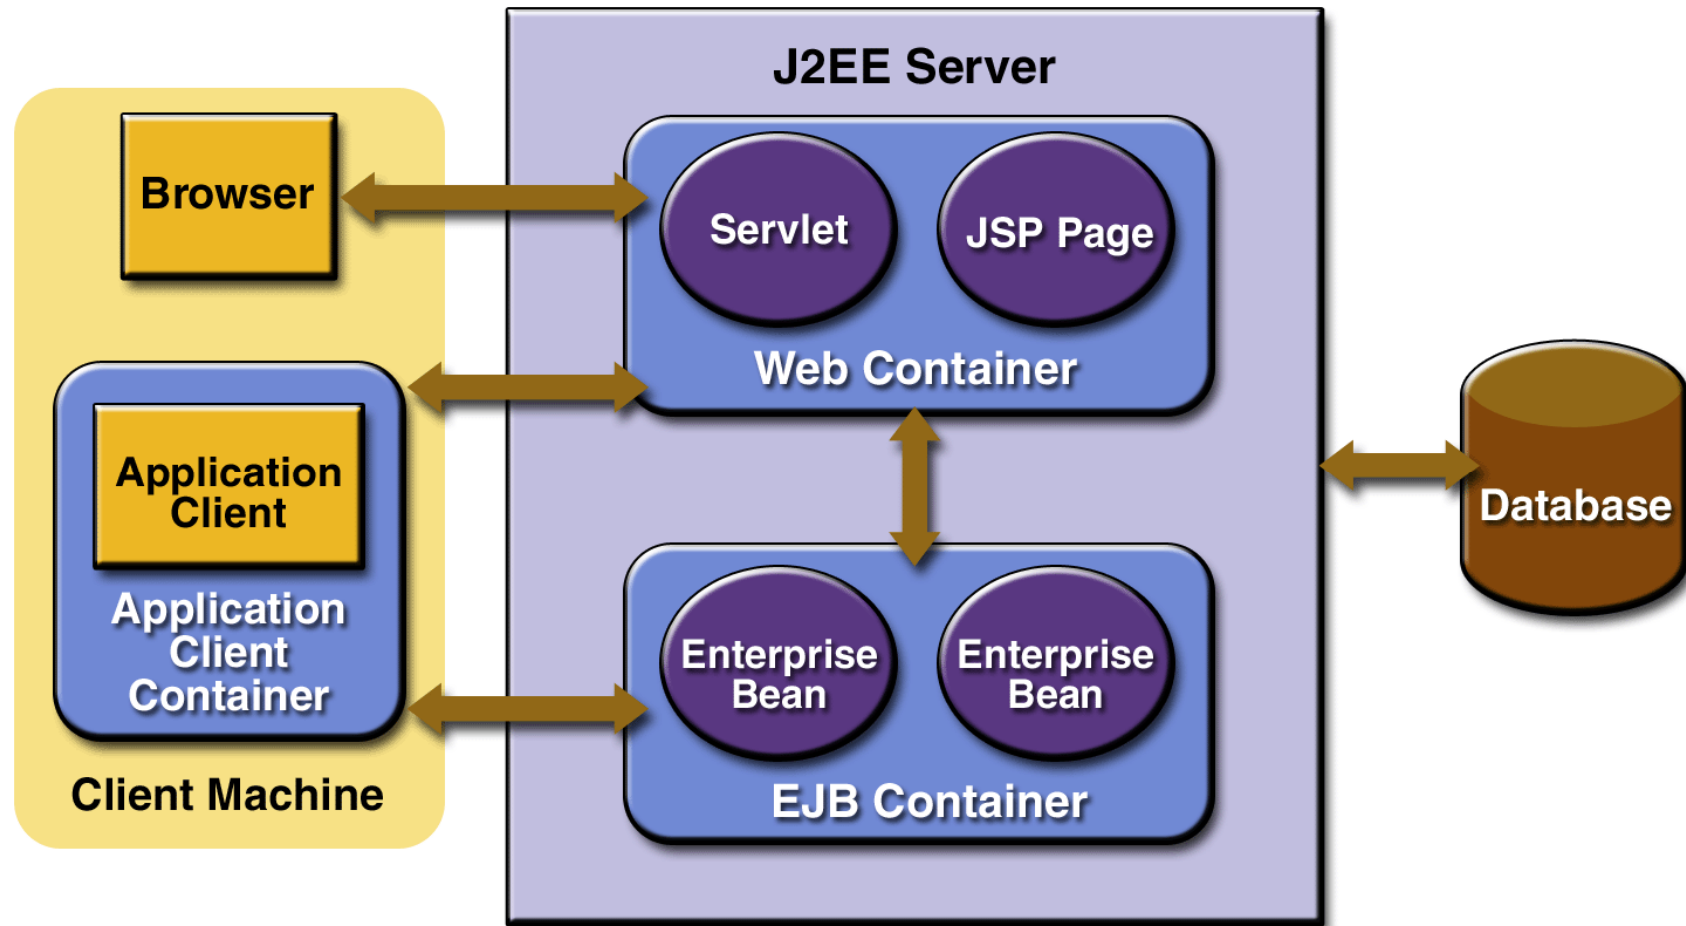 J2EE Server
Browser
Servlet
JSP Page
Web Container
Application
Client
Application
Client
Container
Client Machine
Enterprise
Bean
Enterprise
Bean
EJB Container
Database